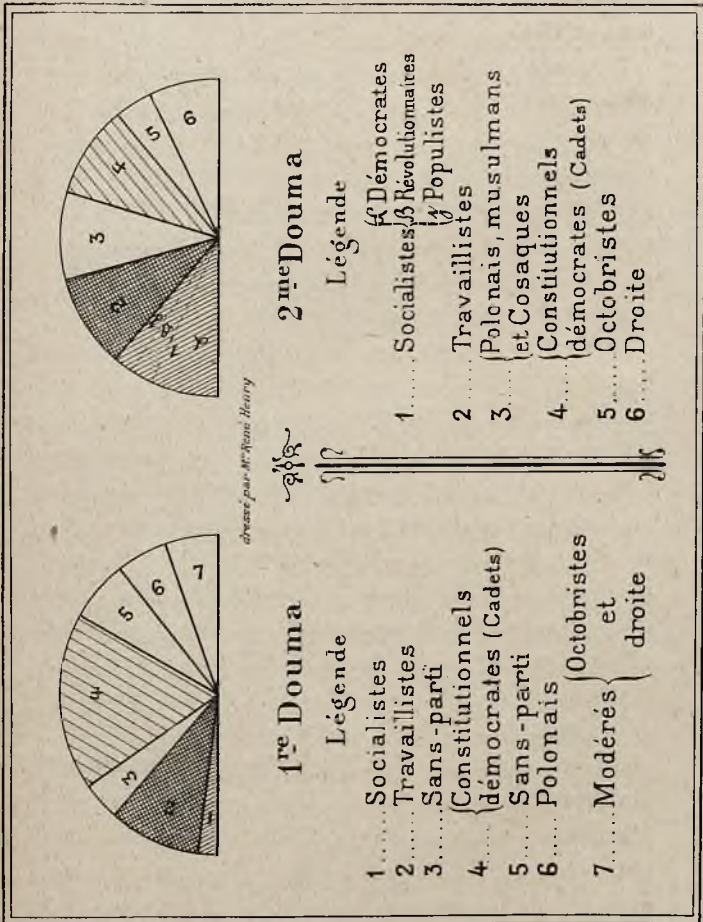 1
2
3
4
5
6
7
1re Douma
Légende
1...... Socialistes
2...... Travaillistes
3...... Sans-parti
4.... { Constitutionnels
démocrates (Cadets)
5...... Sans-parti
6...... Polonais
7...... Modérés { Octobristes
et
droite
dressé par Mr René Henry
α
β
γ
2
3
4
5
6
2me Douma
Légende
1...... Socialistes { α Démocrates
β Révolutionnaires
γ Populistes
2...... Travaillistes
3.... { Polonais, musulmans
et Cosaques
4.... { Constitutionnels
démocrates (Cadets)
5..... Octobristes
6..... Droite